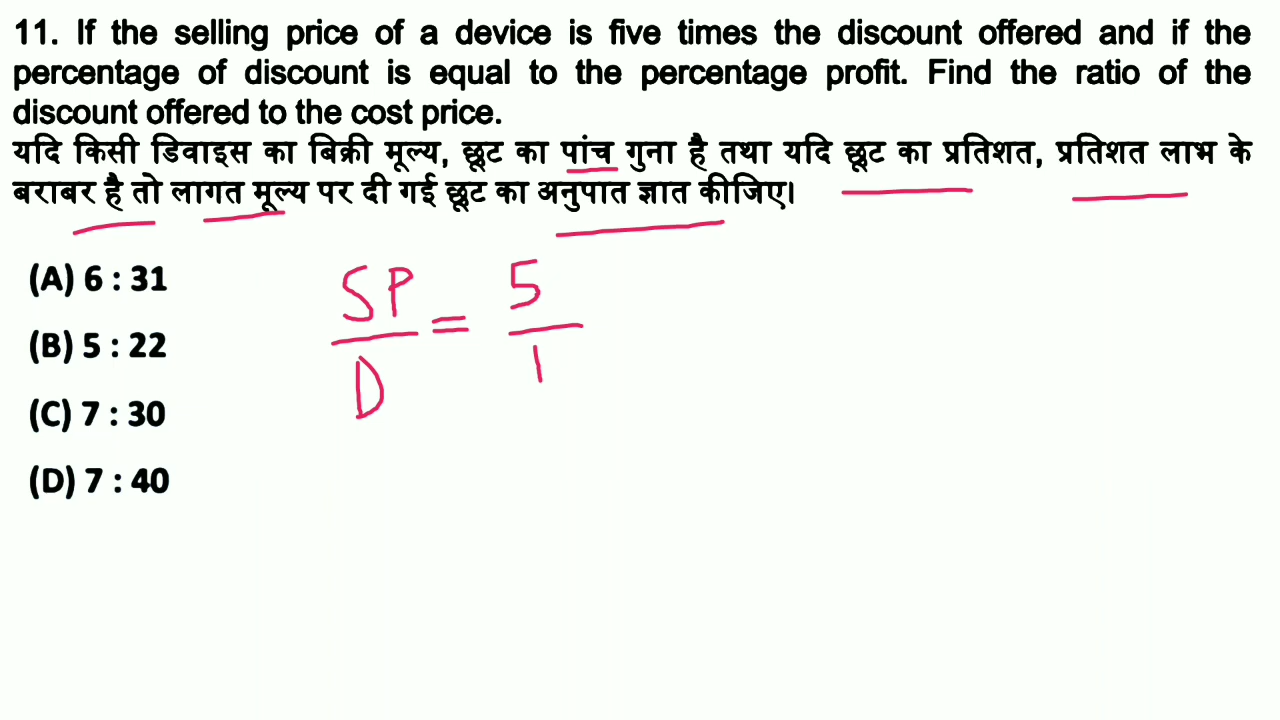 11. If the selling price of a device is five times the discount offered and if the
percentage of discount is equal to the percentage profit. Find the ratio of the
discount offered to the cost price.
यदि किसी डिवाइस का बिक्री मूल्य, छूट का पांच गुना है तथा यदि छूट का प्रतिशत, प्रतिशत लाभ के
बराबर है तो लागत मूल्य पर दी गई छूट का अनुपात ज्ञात कीजिए।
(A) 6 : 31
(B) 5 : 22
(C) 7 : 30
(D) 7 : 40
SP
D
=
5
1